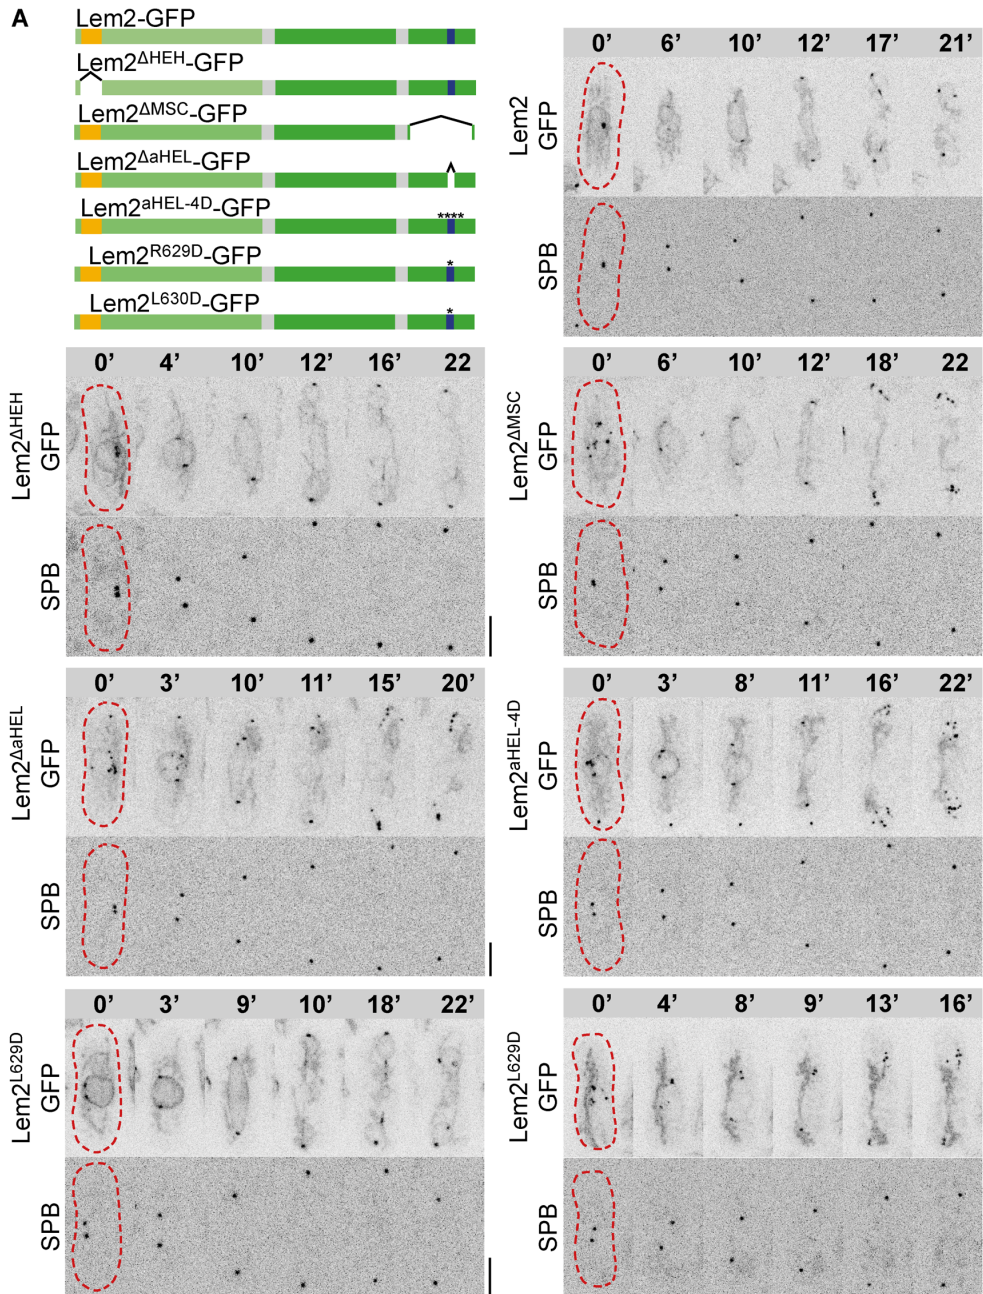 A
Lem2-GFP
Lem2ΔHEH-GFP
Lem2ΔMSC-GFP
Lem2ΔaHEL-GFP
Lem2aHEL-4D-GFP
****
Lem2R629D-GFP
*
Lem2L630D-GFP
*
0’ 6’ 10’ 12’ 17’ 21’
Lem2
GFP
SPB
0’ 4’ 10’ 12’ 16’ 22
Lem2ΔHEH
GFP
SPB
0’ 6’ 10’ 12’ 18’ 22
Lem2ΔMSC
GFP
SPB
0’ 3’ 10’ 11’ 15’ 20’
Lem2ΔaHEL
GFP
SPB
0’ 3’ 8’ 11’ 16’ 22’
Lem2aHEL-4D
GFP
SPB
0’ 3’ 9’ 10’ 18’ 22’
Lem2L629D
GFP
SPB
0’ 4’ 8’ 9’ 13’ 16’
Lem2L629D
GFP
SPB